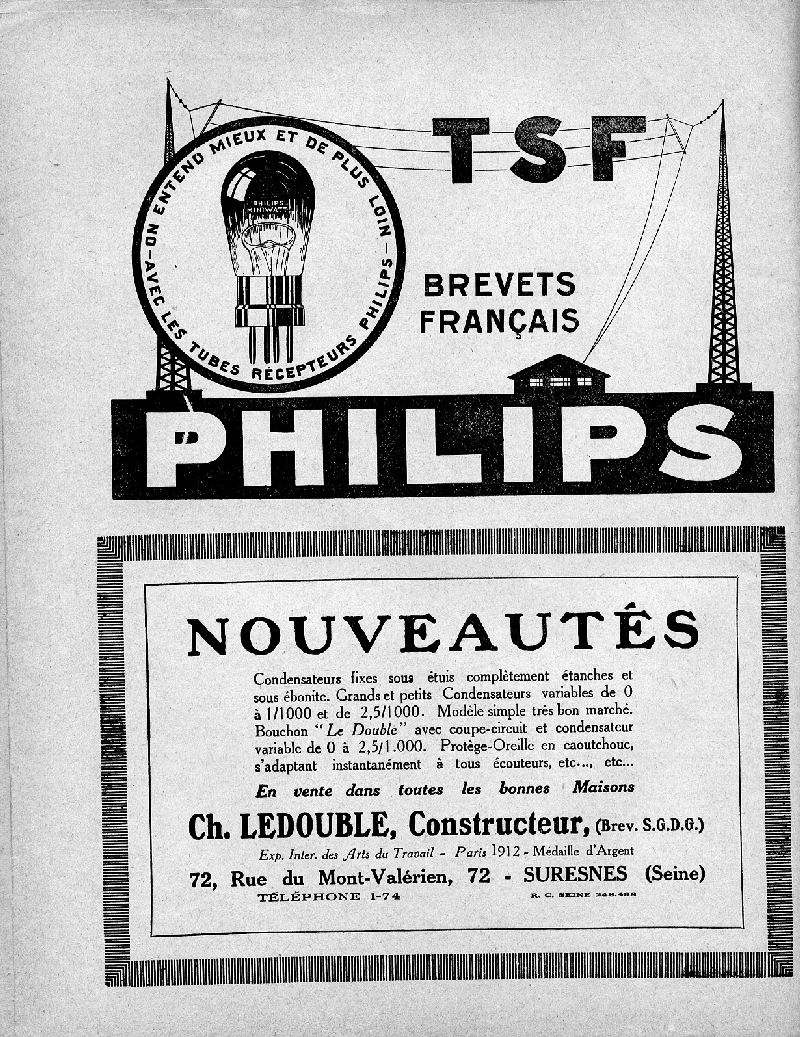 TSF
— ON ENTEND MIEUX ET DE PLUS LOIN —
AVEC LES TUBES RÉCEPTEURS PHILIPS
PHILIPS
MINIWATT
BREVETS
FRANÇAIS
PHILIPS
NOUVEAUTÉS
Condensateurs fixes sous étuis complètement étanches et
sous ébonite. Grands et petits Condensateurs variables de 0
à 1/1000 et de 2,5/1000. Modèle simple très bon marché.
Bouchon “Le Double” avec coupe-circuit et condensateur
variable de 0 à 2,5/1.000. Protège-Oreille en caoutchouc,
s'adaptant instantanément à tous écouteurs, etc..., etc...
En vente dans toutes les bonnes Maisons
Ch. LEDOUBLE, Constructeur, (Brev. S.G.D.G.)
Exp. Inter. des Arts du Travail - Paris 1912 - Médaille d'Argent
72, Rue du Mont-Valérien, 72 - SURESNES (Seine)
TÉLÉPHONE 1-74
R. C. SEINE